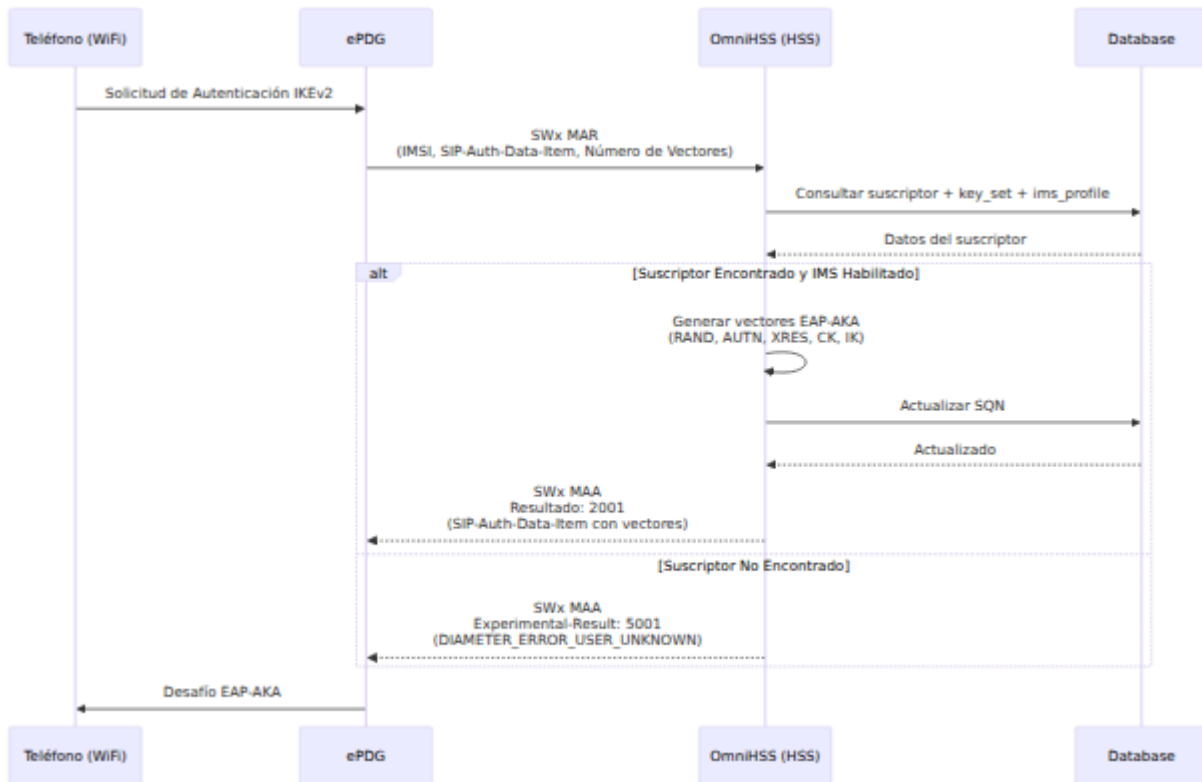 Teléfono (WiFi)
ePDG
OmniHSS (HSS)
Database
Solicitud de Autenticación IKEv2
SWx MAR
(IMSI, SIP-Auth-Data-Item, Número de Vectores)
Consultar suscriptor + key_set + ims_profile
Datos del suscriptor
alt
[Suscriptor Encontrado y IMS Habilitado]
Generar vectores EAP-AKA
(RAND, AUTN, XRES, CK, IK)
Actualizar SQN
Actualizado
SWx MAA
Resultado: 2001
(SIP-Auth-Data-Item con vectores)
[Suscriptor No Encontrado]
SWx MAA
Experimental-Result: 5001
(DIAMETER_ERROR_USER_UNKNOWN)
Desafío EAP-AKA
Teléfono (WiFi)
ePDG
OmniHSS (HSS)
Database